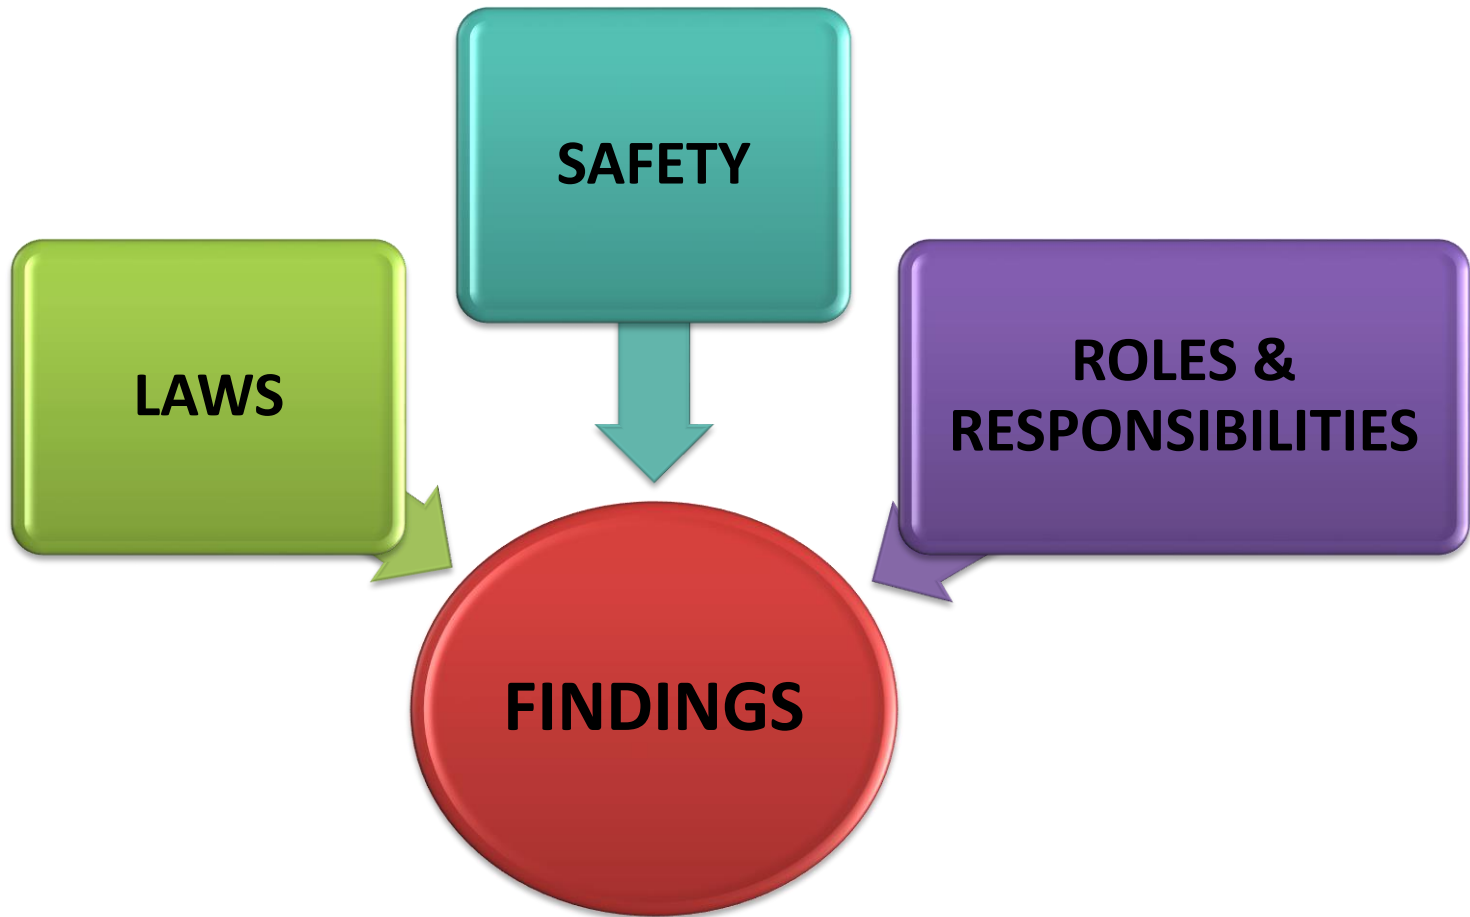 SAFETY
LAWS
ROLES &
RESPONSIBILITIES
FINDINGS